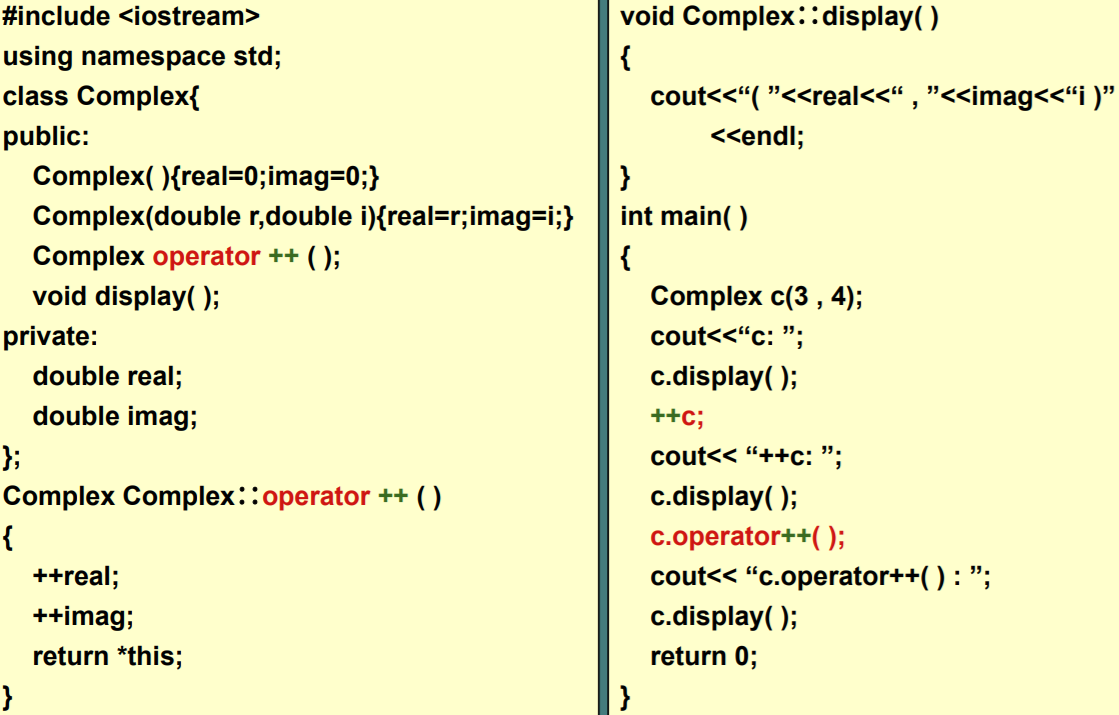 #include <iostream>
using namespace std;
class Complex{
public:
Complex( ){real=0;imag=0;}
Complex(double r,double i){real=r;imag=i;}
Complex operator ++ ( );
void display( );
private:
double real;
double imag;
};
Complex Complex∷operator ++ ( )
{
++real;
++imag;
return *this;
}
void Complex∷display( )
{
cout<<“( ”<<real<<“ , ”<<imag<<“i )”
<<endl;
}
int main( )
{
Complex c(3 , 4);
cout<<“c: ”;
c.display( );
++c;
cout<< “++c: ”;
c.display( );
c.operator++( );
cout<< “c.operator++( ) : ”;
c.display( );
return 0;
}